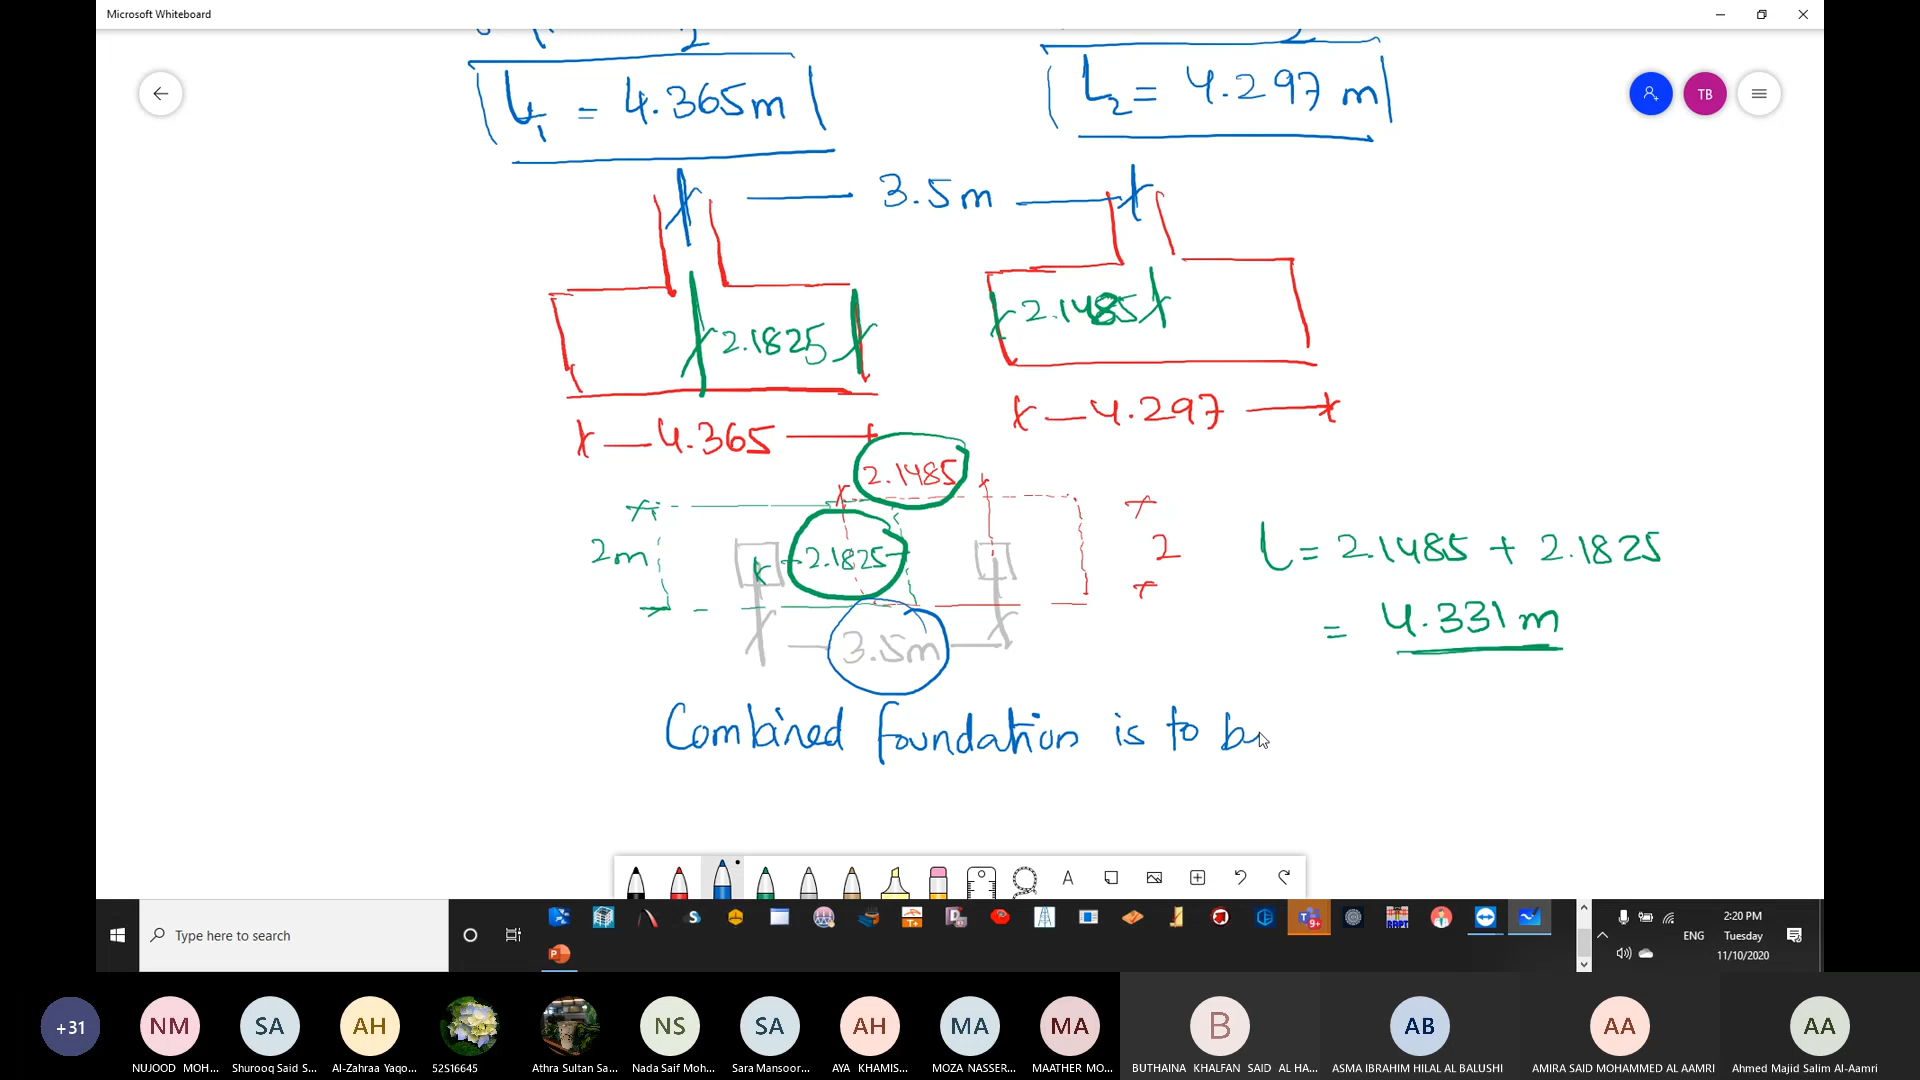 Microsoft Whiteboard
L1 = 4.365m
L2 = 4.297 m
TB
3.5m
2.1825
2.1485
4.365
4.297
2.1485
2m
2.1825
2
L = 2.1485 + 2.1825
= 4.331 m
3.5m
Combined foundation is to be
A
Type here to search
9+
ENG
2:20 PM
Tuesday
11/10/2020
+31
NM
SA
AH
NS
SA
AH
MA
MA
B
AB
AA
AA
NUJOOD MOH...
Shurooq Said S...
Al-Zahraa Yaqo...
52S16645
Athra Sultan Sa...
Nada Saif Moh...
Sara Mansoor...
AYA KHAMIS...
MOZA NASSER...
MAATHER MO...
BUTHAINA KHALFAN SAID AL HA...
ASMA IBRAHIM HILAL AL BALUSHI
AMIRA SAID MOHAMMED AL AAMRI
Ahmed Majid Salim Al-Aamri